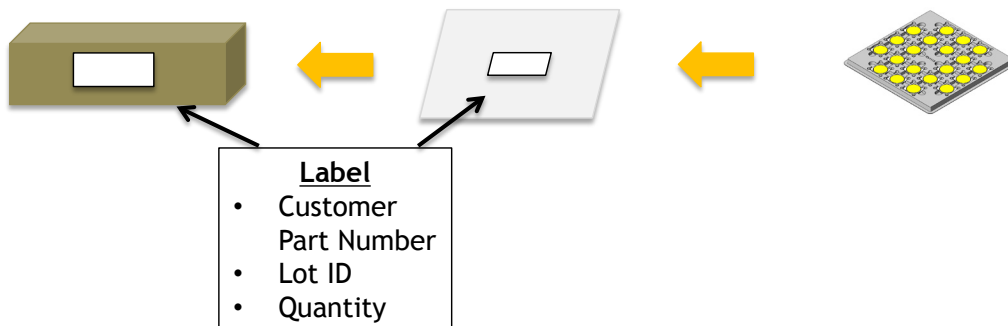 Label
• Customer
Part Number
• Lot ID
• Quantity